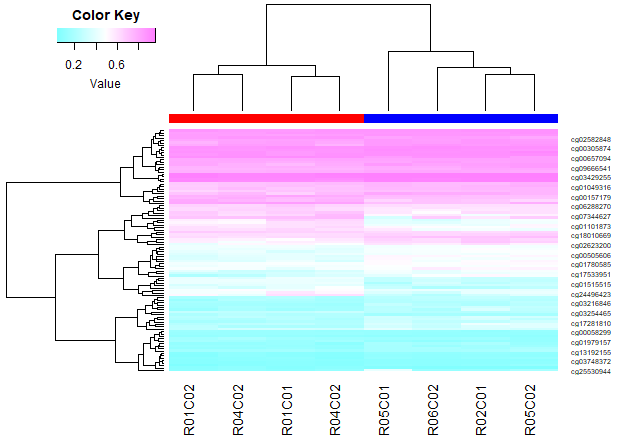 Color Key
0.2 0.6
Value
cg02582848
cg00305874
cg00657094
cg09666541
cg03429255
cg01049316
cg00157179
cg06288270
cg07344627
cg01101873
cg18010669
cg02623200
cg00505606
cg01780585
cg17533951
cg01515515
cg24496423
cg03216846
cg03254465
cg17281810
cg00058299
cg01979157
cg13192155
cg03748372
cg25530944
R01C02
R04C02
R01C01
R04C02
R05C01
R06C02
R02C01
R05C02